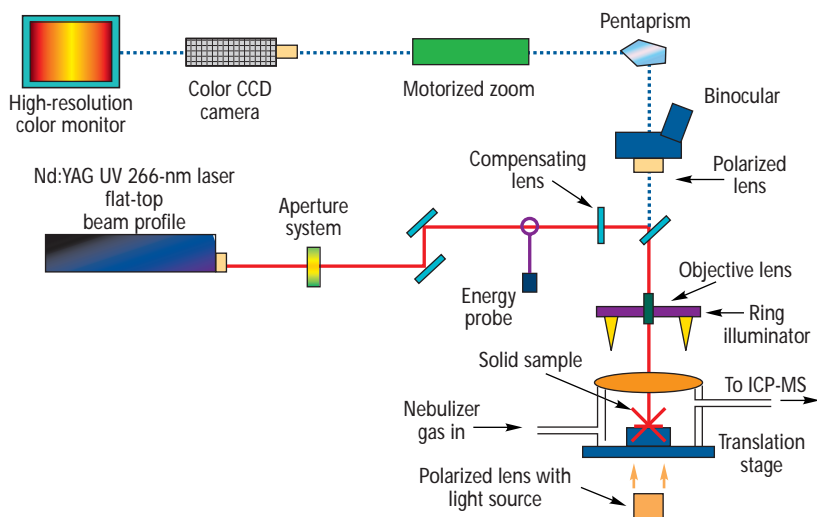 Pentaprism
High-resolution
color monitor
Color CCD
camera
Motorized zoom
Binocular
Polarized
lens
Nd:YAG UV 266-nm laser
flat-top
beam profile
Aperture
system
Compensating
lens
Energy
probe
Objective lens
Ring
illuminator
Solid sample
To ICP-MS
Nebulizer
gas in
Translation
stage
Polarized lens with
light source